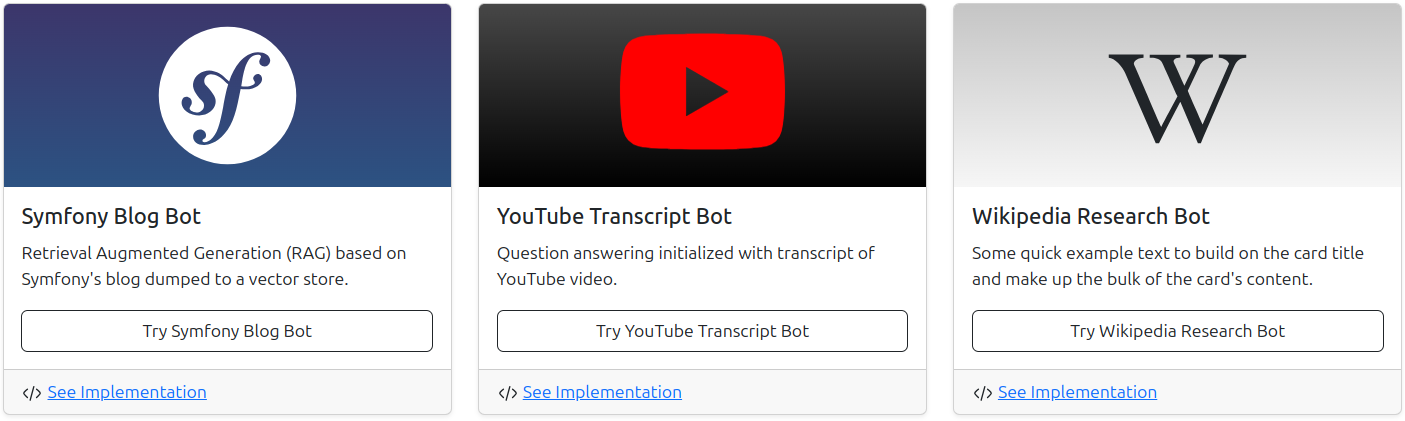 Symfony Blog Bot
Retrieval Augmented Generation (RAG) based on
Symfony's blog dumped to a vector store.
Try Symfony Blog Bot
</> See Implementation
YouTube Transcript Bot
Question answering initialized with transcript of
YouTube video.
Try YouTube Transcript Bot
</> See Implementation
W
Wikipedia Research Bot
Some quick example text to build on the card title
and make up the bulk of the card's content.
Try Wikipedia Research Bot
</> See Implementation